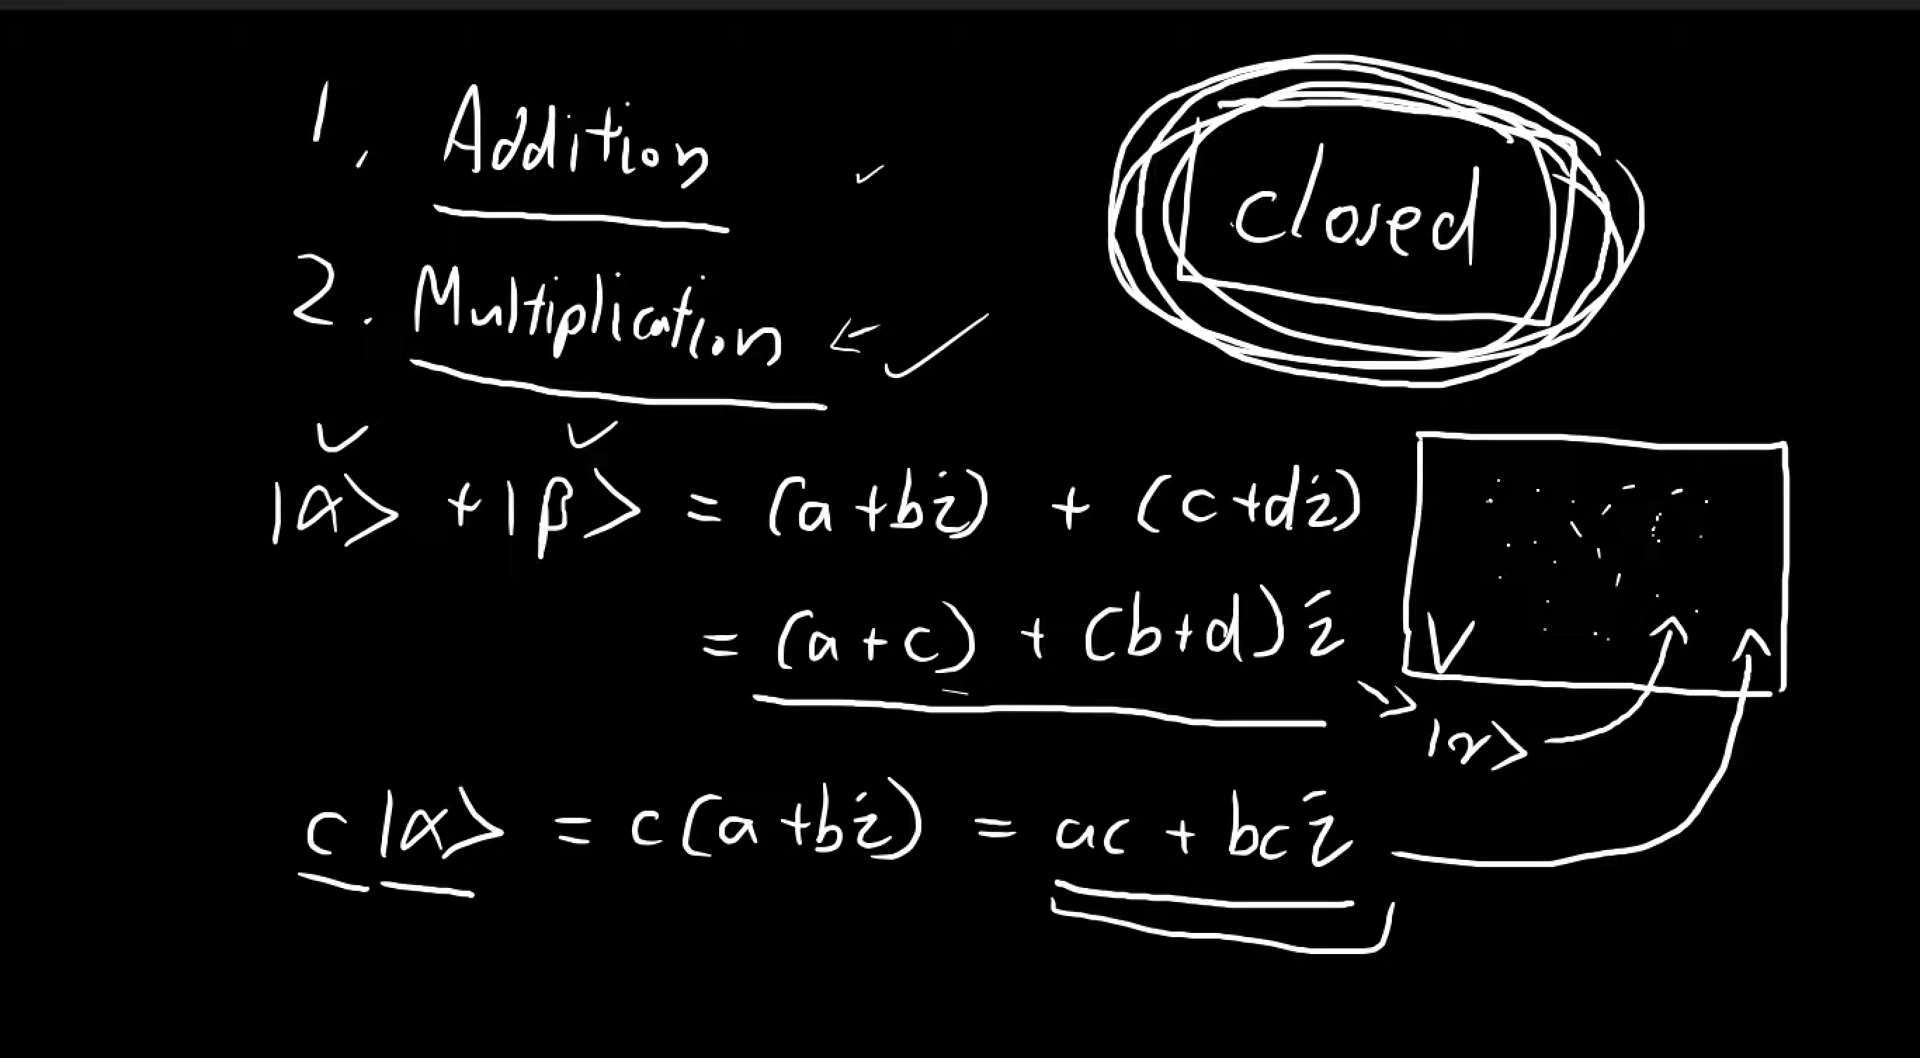 1. Addition
closed
2. Multiplication
|α> + |β> = (a+bi) + (c+di)
= (a+c) + (b+d)i
V
|γ>
c|α> = c(a+bi) = ac + bci